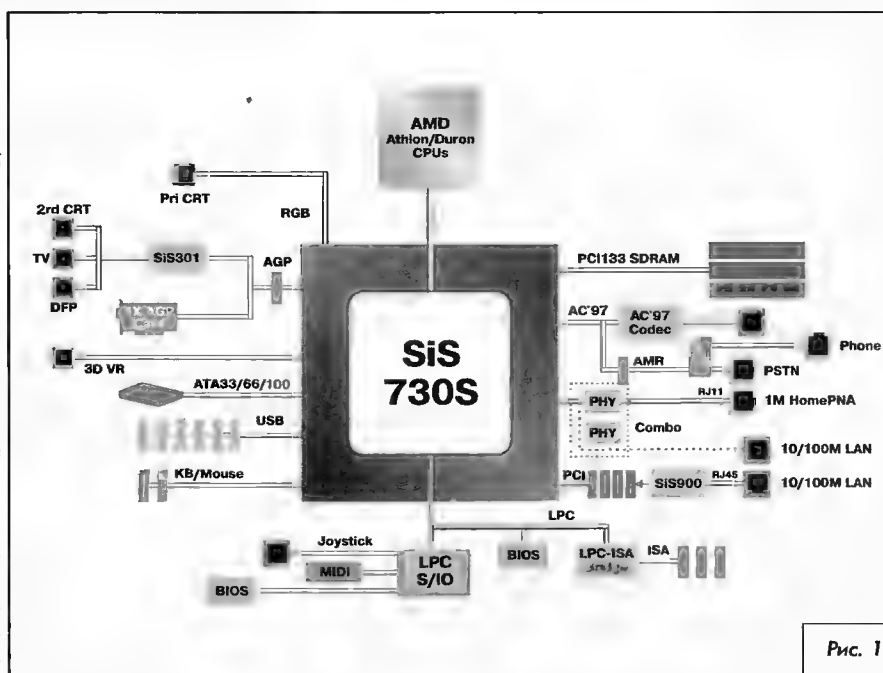 AMD
Athlon/Duron
CPUs
Pri CRT
RGB
2rd CRT
TV
DFP
SiS301
AGP
3D VR
ATA33/66/100
USB
KB/Mouse
SiS
730S
PCI133 SDRAM
AC'97
AC'97
Codec
AMR
Phone
PSTN
PHY
RJ11
1M HomePNA
PHY
Combo
10/100M LAN
PCI
SiS900
RJ45
10/100M LAN
LPC
Joystick
MIDI
BIOS
LPC
S/IO
BIOS
LPC-ISA
ISA
Рис. 1